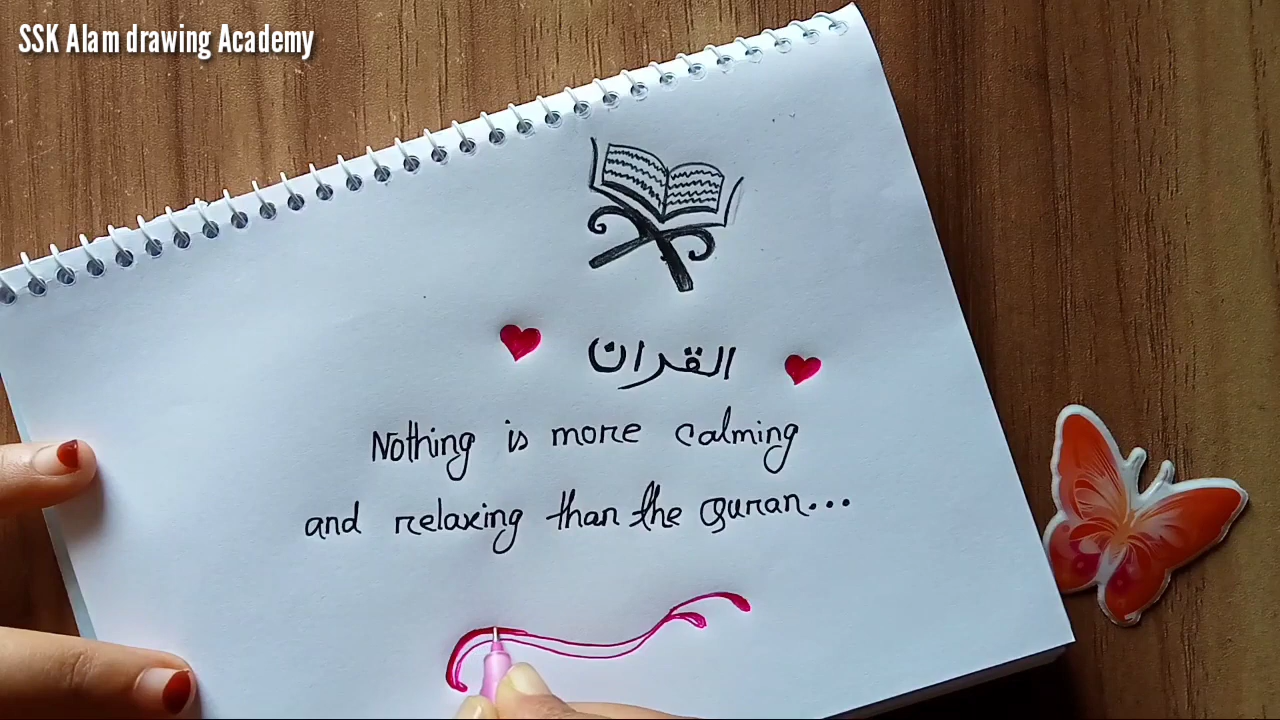 SSK Alam drawing Academy
القران
Nothing is more calming
and relaxing than the Quran...